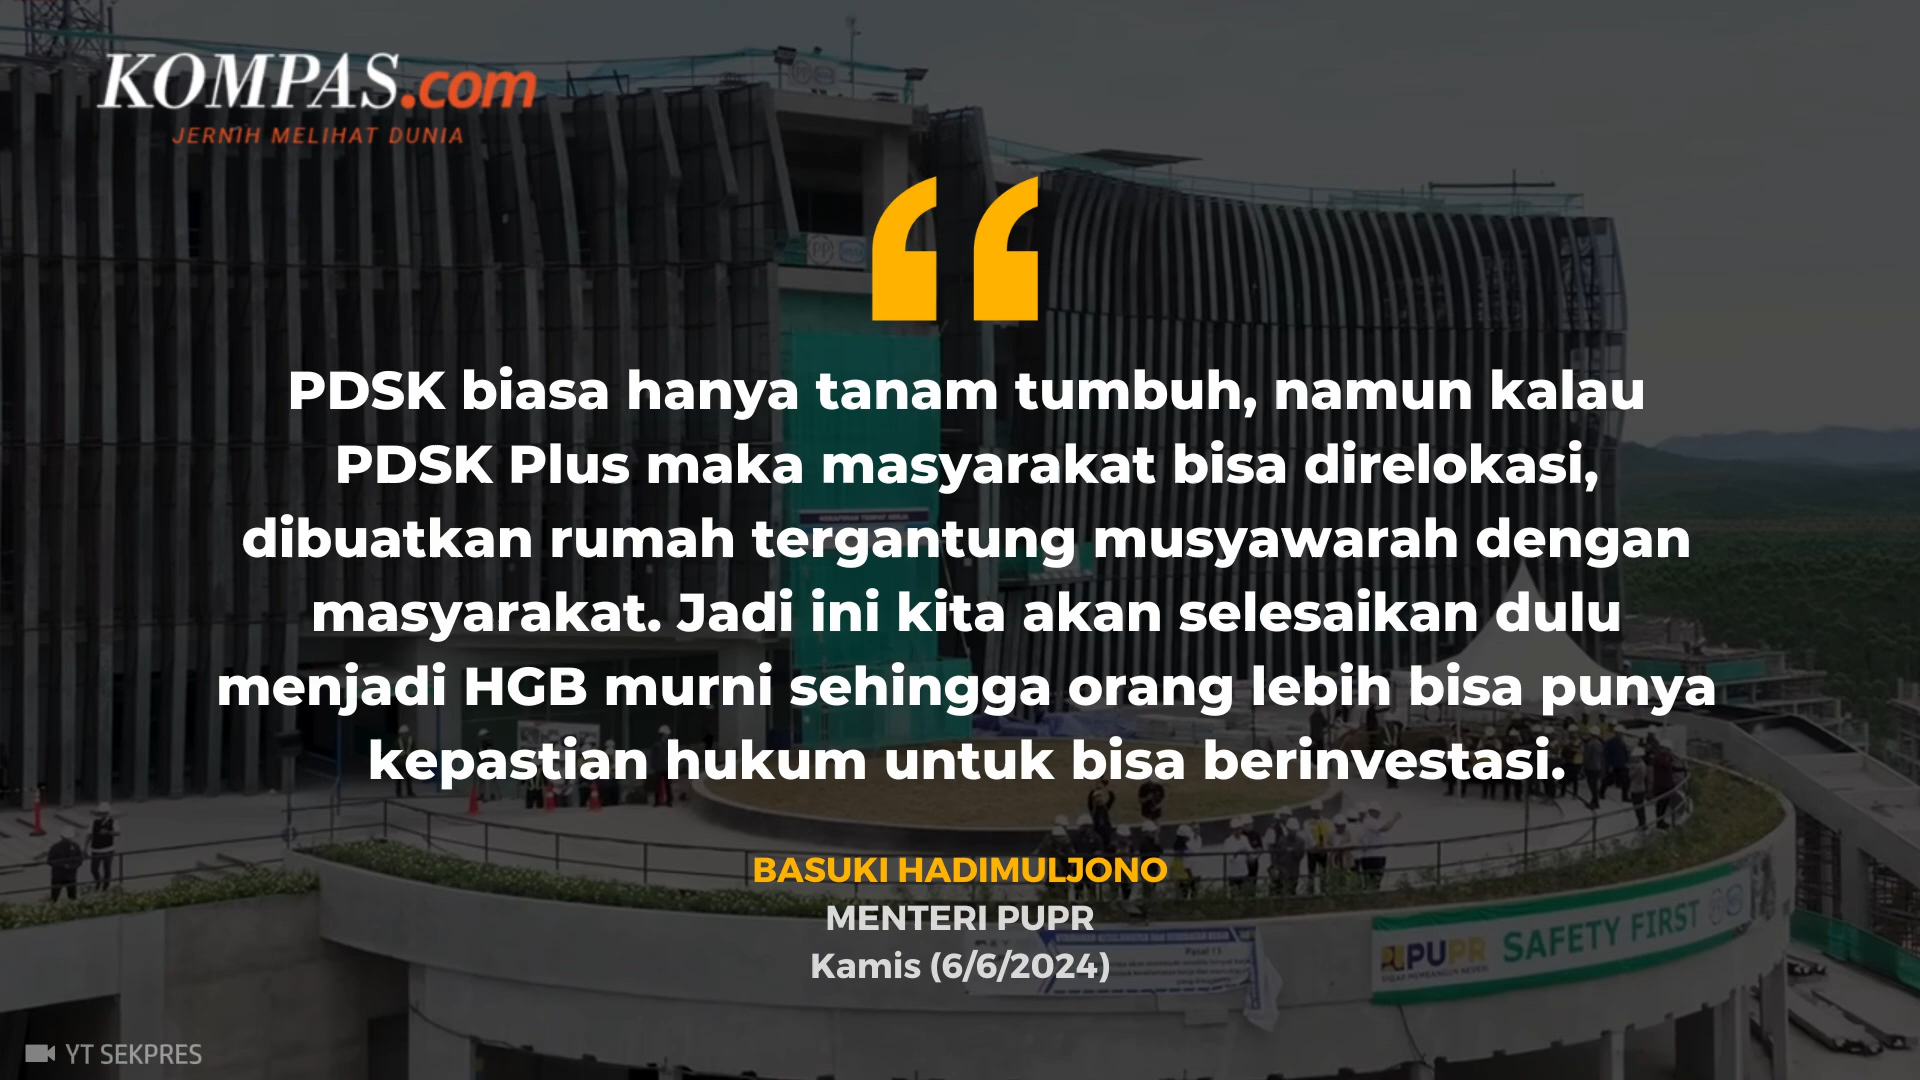 KOMPAS.com
JERNIH MELIHAT DUNIA
PDSK biasa hanya tanam tumbuh, namun kalau
PDSK Plus maka masyarakat bisa direlokasi,
dibuatkan rumah tergantung musyawarah dengan
masyarakat. Jadi ini kita akan selesaikan dulu
menjadi HGB murni sehingga orang lebih bisa punya
kepastian hukum untuk bisa berinvestasi.
BASUKI HADIMULJONO
MENTERI PUPR
Kamis (6/6/2024)
PUPR SAFETY FIRST
YT SEKPRES